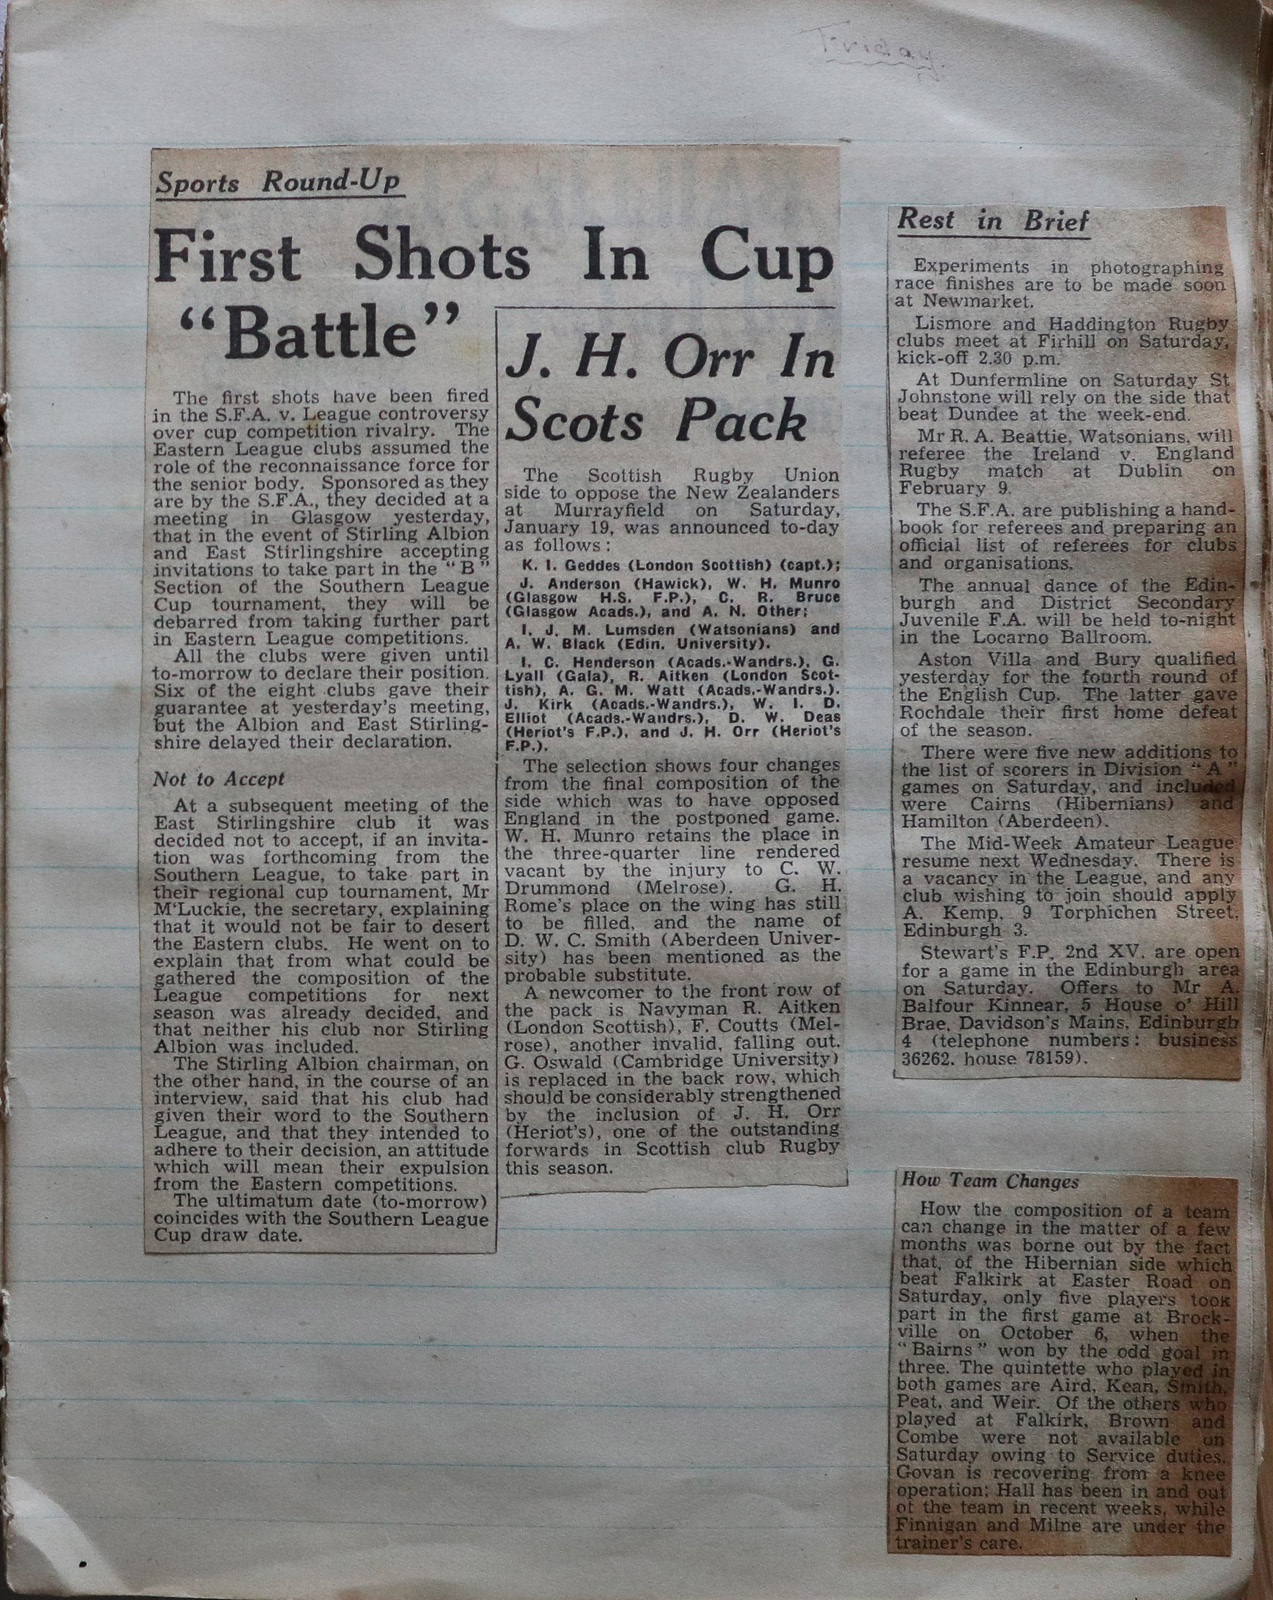 Friday.
Sports Round-Up
First Shots In Cup
“Battle”
The first shots have been fired
in the S.F.A. v. League controversy
over cup competition rivalry. The
Eastern League clubs assumed the
role of the reconnaissance force for
the senior body. Sponsored as they
are by the S.F.A., they decided at a
meeting in Glasgow yesterday,
that in the event of Stirling Albion
and East Stirlingshire accepting
invitations to take part in the “B”
Section of the Southern League
Cup tournament, they will be
debarred from taking further part
in Eastern League competitions.
All the clubs were given until
to-morrow to declare their position.
Six of the eight clubs gave their
guarantee at yesterday's meeting,
but the Albion and East Stirling-
shire delayed their declaration.
Not to Accept
At a subsequent meeting of the
East Stirlingshire club it was
decided not to accept, if an invita-
tion was forthcoming from the
Southern League, to take part in
their regional cup tournament, Mr
M‘Luckie, the secretary, explaining
that it would not be fair to desert
the Eastern clubs. He went on to
explain that from what could be
gathered the composition of the
League competitions for next
season was already decided, and
that neither his club nor Stirling
Albion was included.
The Stirling Albion chairman, on
the other hand, in the course of an
interview, said that his club had
given their word to the Southern
League, and that they intended to
adhere to their decision, an attitude
which will mean their expulsion
from the Eastern competitions.
The ultimatum date (to-morrow)
coincides with the Southern League
Cup draw date.
J. H. Orr In
Scots Pack
The Scottish Rugby Union
side to oppose the New Zealanders
at Murrayfield on Saturday,
January 19, was announced to-day
as follows:
K. I. Geddes (London Scottish) (capt.);
J. Anderson (Hawick), W. H. Munro
(Glasgow H.S. F.P.), C. R. Bruce
(Glasgow Acads.), and A. N. Other;
I. J. M. Lumsden (Watsonians) and
A. W. Black (Edin. University).
I. C. Henderson (Acads.-Wandrs.), G.
Lyall (Gala), R. Aitken (London Scot-
tish), A. G. M. Watt (Acads.-Wandrs.).
J. Kirk (Acads.-Wandrs.), W. I. D.
Elliot (Acads.-Wandrs.), D. W. Deas
(Heriot's F.P.), and J. H. Orr (Heriot's
F.P.).
The selection shows four changes
from the final composition of the
side which was to have opposed
England in the postponed game.
W. H. Munro retains the place in
the three-quarter line rendered
vacant by the injury to C. W.
Drummond (Melrose). G. H.
Rome's place on the wing has still
to be filled, and the name of
D. W. C. Smith (Aberdeen Univer-
sity) has been mentioned as the
probable substitute.
A newcomer to the front row of
the pack is Navyman R. Aitken
(London Scottish), F. Coutts (Mel-
rose), another invalid, falling out.
G. Oswald (Cambridge University)
is replaced in the back row, which
should be considerably strengthened
by the inclusion of J. H. Orr
(Heriot's), one of the outstanding
forwards in Scottish club Rugby
this season.
Rest in Brief
Experiments in photographing
race finishes are to be made soon
at Newmarket.
Lismore and Haddington Rugby
clubs meet at Firhill on Saturday,
kick-off 2.30 p.m.
At Dunfermline on Saturday St
Johnstone will rely on the side that
beat Dundee at the week-end.
Mr R. A. Beattie, Watsonians, will
referee the Ireland v. England
Rugby match at Dublin on
February 9.
The S.F.A. are publishing a hand-
book for referees and preparing an
official list of referees for clubs
and organisations.
The annual dance of the Edin-
burgh and District Secondary
Juvenile F.A. will be held to-night
in the Locarno Ballroom.
Aston Villa and Bury qualified
yesterday for the fourth round of
the English Cup. The latter gave
Rochdale their first home defeat
of the season.
There were five new additions to
the list of scorers in Division “A”
games on Saturday, and included
were Cairns (Hibernians) and
Hamilton (Aberdeen).
The Mid-Week Amateur League
resume next Wednesday. There is
a vacancy in the League, and any
club wishing to join should apply
A. Kemp, 9 Torphichen Street,
Edinburgh 3.
Stewart's F.P. 2nd XV. are open
for a game in the Edinburgh area
on Saturday. Offers to Mr A.
Balfour Kinnear, 5 House o' Hill
Brae, Davidson's Mains, Edinburgh
4 (telephone numbers: business
36262, house 78159).
How Team Changes
How the composition of a team
can change in the matter of a few
months was borne out by the fact
that, of the Hibernian side which
beat Falkirk at Easter Road on
Saturday, only five players took
part in the first game at Brock-
ville on October 6, when the
“Bairns” won by the odd goal in
three. The quintette who played in
both games are Aird, Kean, Smith,
Peat, and Weir. Of the others who
played at Falkirk, Brown and
Combe were not available on
Saturday owing to Service duties,
Govan is recovering from a knee
operation; Hall has been in and out
of the team in recent weeks, while
Finnigan and Milne are under the
trainer's care.